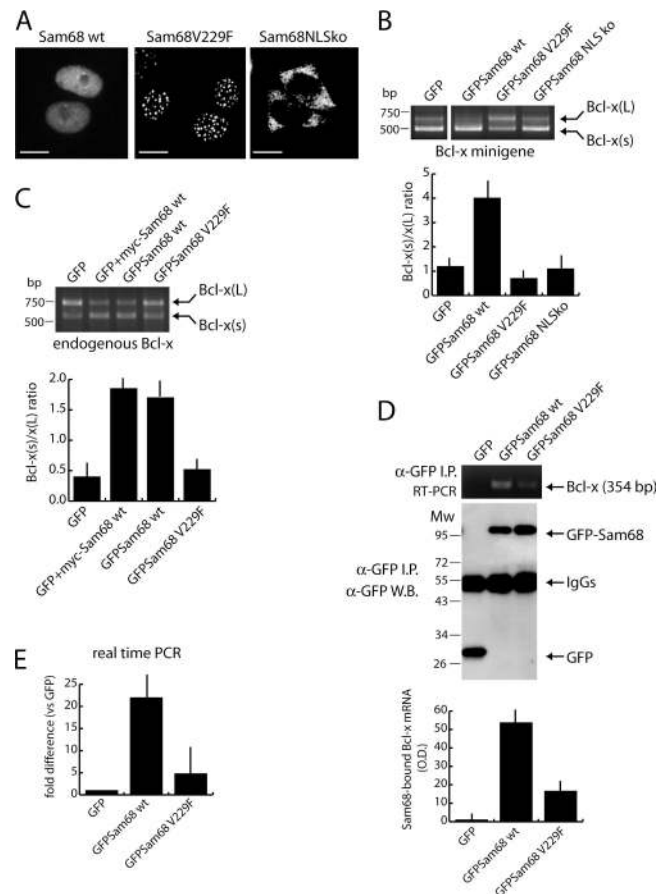 A
Sam68 wt
Sam68V229F
Sam68NLSko
B
GFP
GFPSam68 wt
GFPSam68 V229F
GFPSam68 NLS ko
bp
750
500
Bcl-x(L)
Bcl-x(s)
Bcl-x minigene
Bcl-x(s)/x(L) ratio
5
4
3
2
1
0
GFP
GFPSam68 wt
GFPSam68 V229F
GFPSam68 NLSko
C
GFP
GFP+myc-Sam68 wt
GFPSam68 wt
GFPSam68 V229F
bp
750
500
Bcl-x(L)
Bcl-x(s)
endogenous Bcl-x
Bcl-x(s)/x(L) ratio
2.0
1.5
1.0
0.5
0.0
GFP
GFP+myc-Sam68 wt
GFPSam68 wt
GFPSam68 V229F
D
GFP
GFPSam68 wt
GFPSam68 V229F
α-GFP I.P.
RT-PCR
Bcl-x (354 bp)
Mw
95
72
55
43
34
26
α-GFP I.P.
α-GFP W.B.
GFP-Sam68
IgGs
GFP
Sam68-bound Bcl-x mRNA
(O.D.)
60
50
40
30
20
10
0
GFP
GFPSam68 wt
GFPSam68 V229F
E
real time PCR
fold difference (vs GFP)
25
20
15
10
5
0
GFP
GFPSam68 wt
GFPSam68 V229F